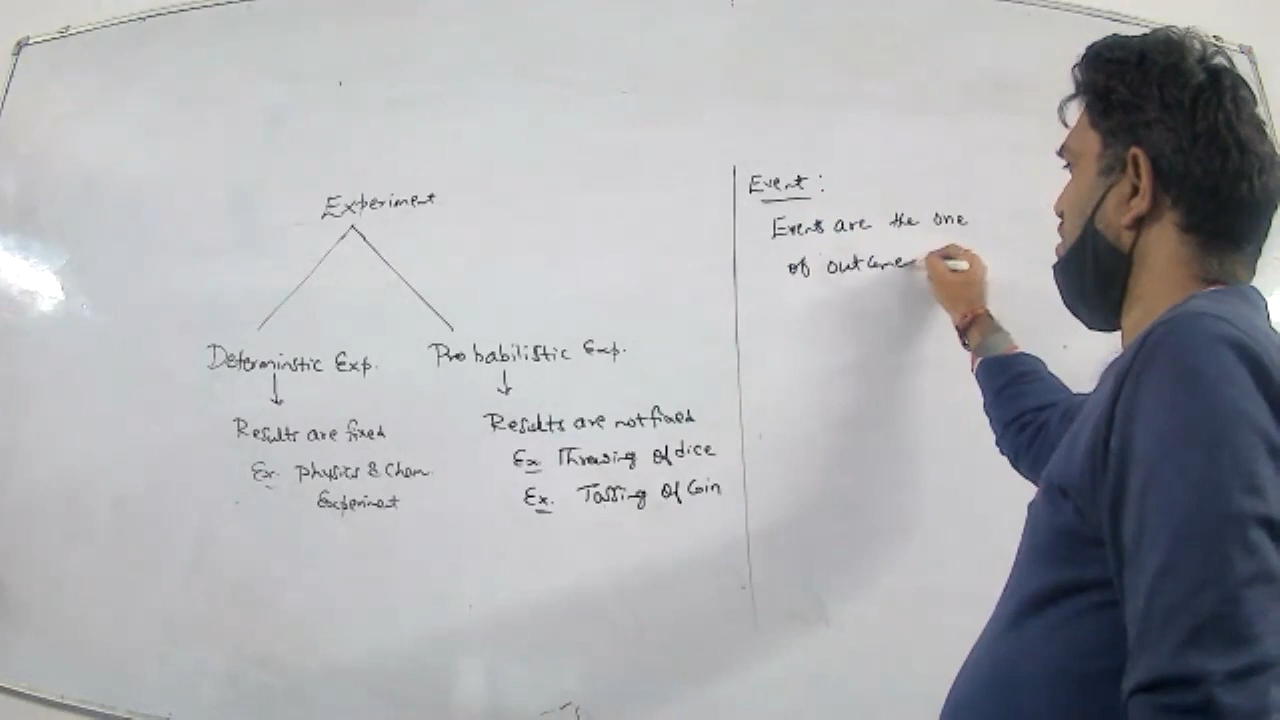 Experiment
Deterministic Exp.
Probabilistic Exp.
Results are fixed
Ex. Physics & Chem.
Experiment
Results are not fixed
Ex Throwing of dice
Ex. Tossing of Coin
Event :
Event are the one
of outcome